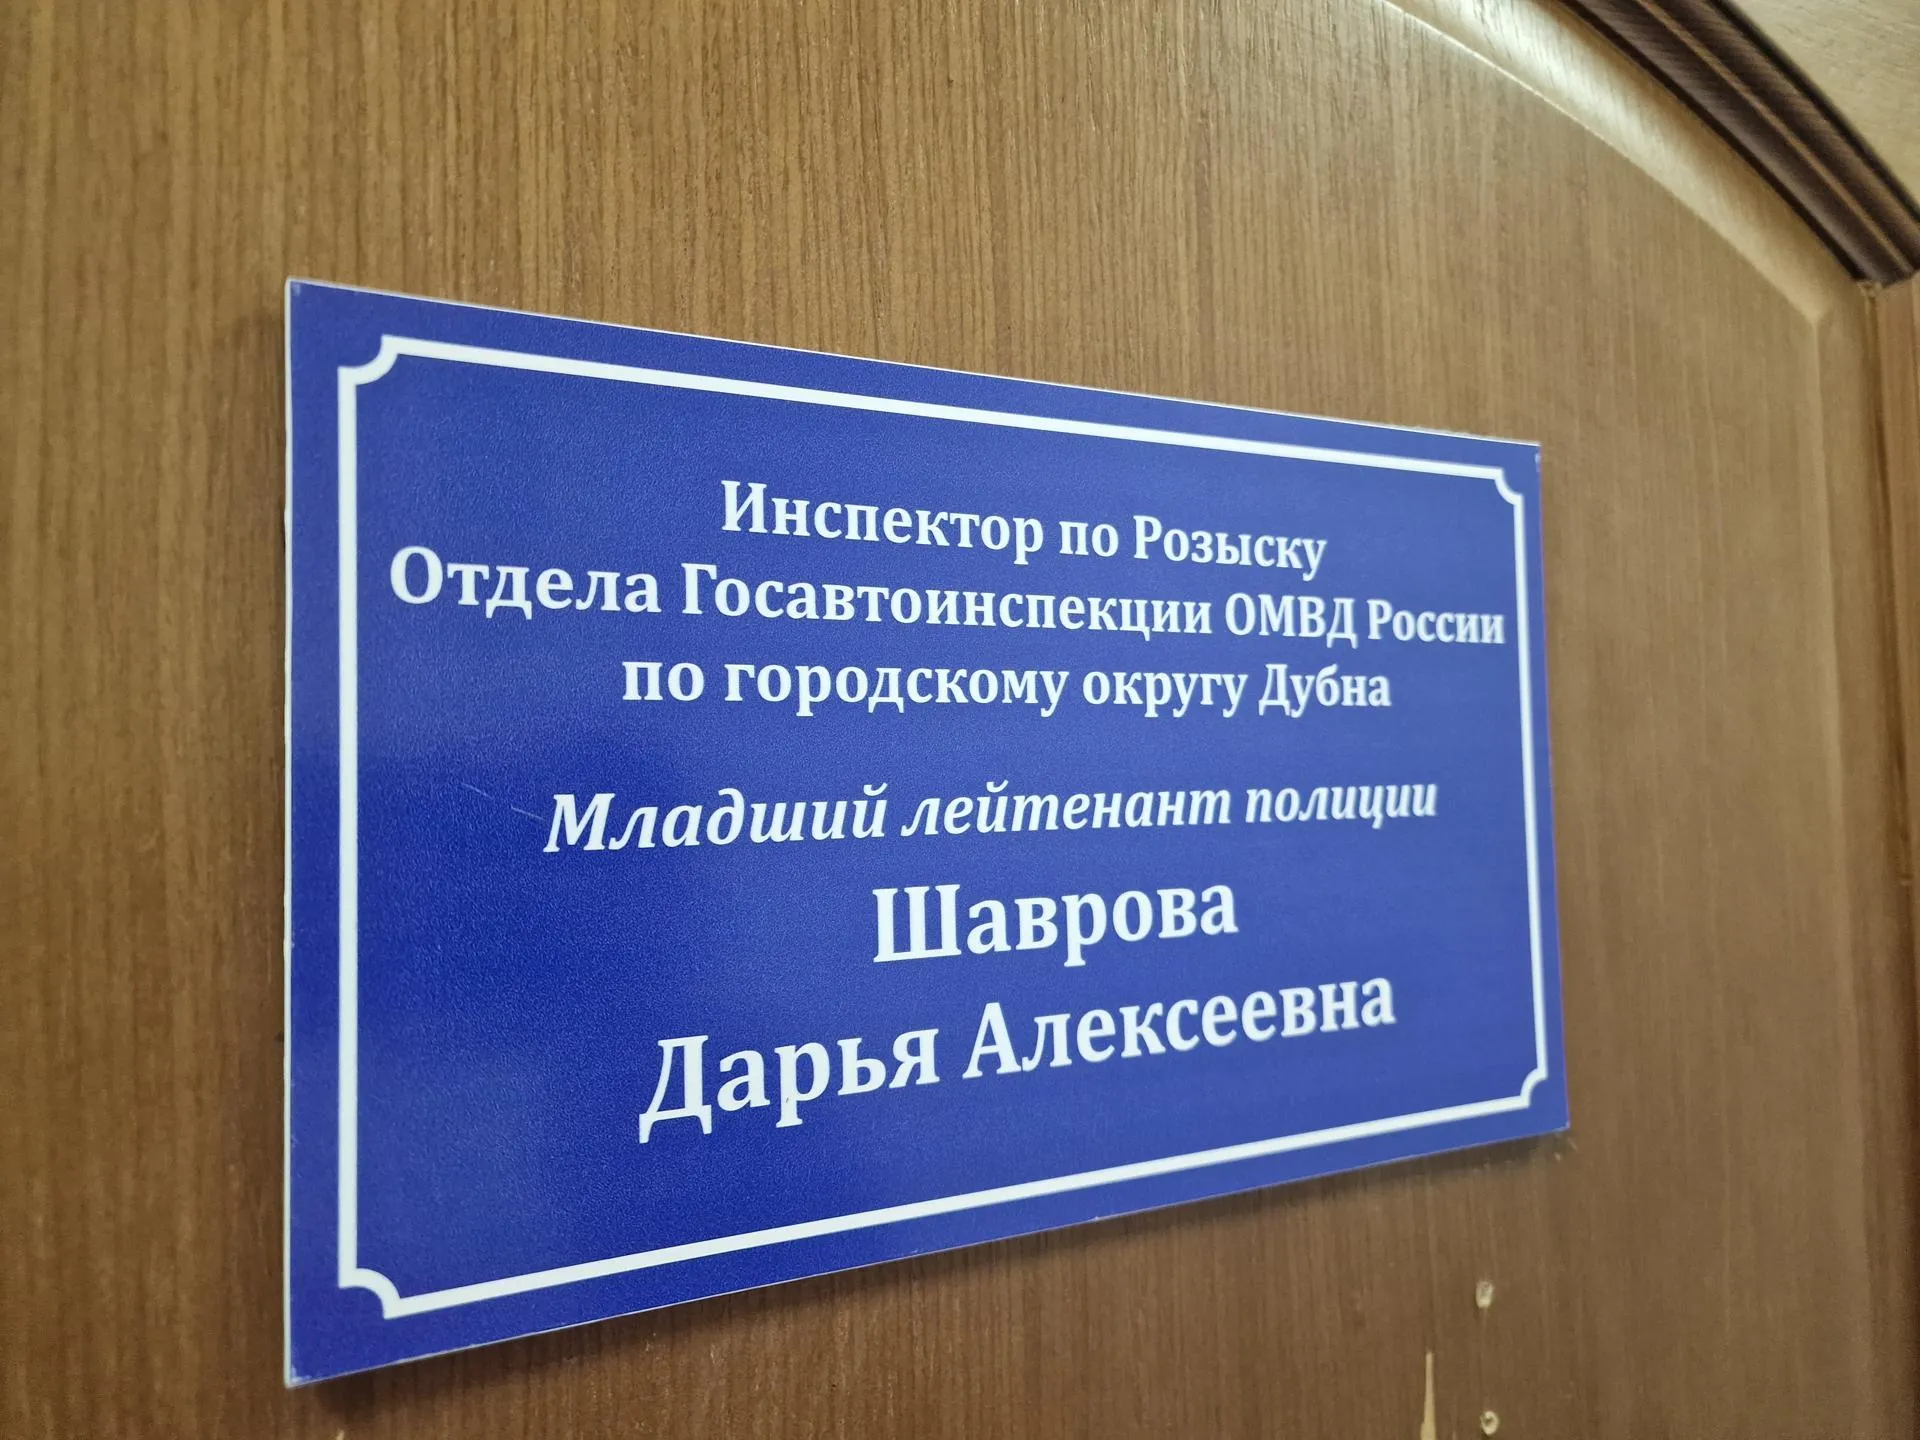 Инспектор по Розыску
Отдела Госавтоинспекции ОМВД России
по городскому округу Дубна
Младший лейтенант полиции
Шаврова
Дарья Алексеевна